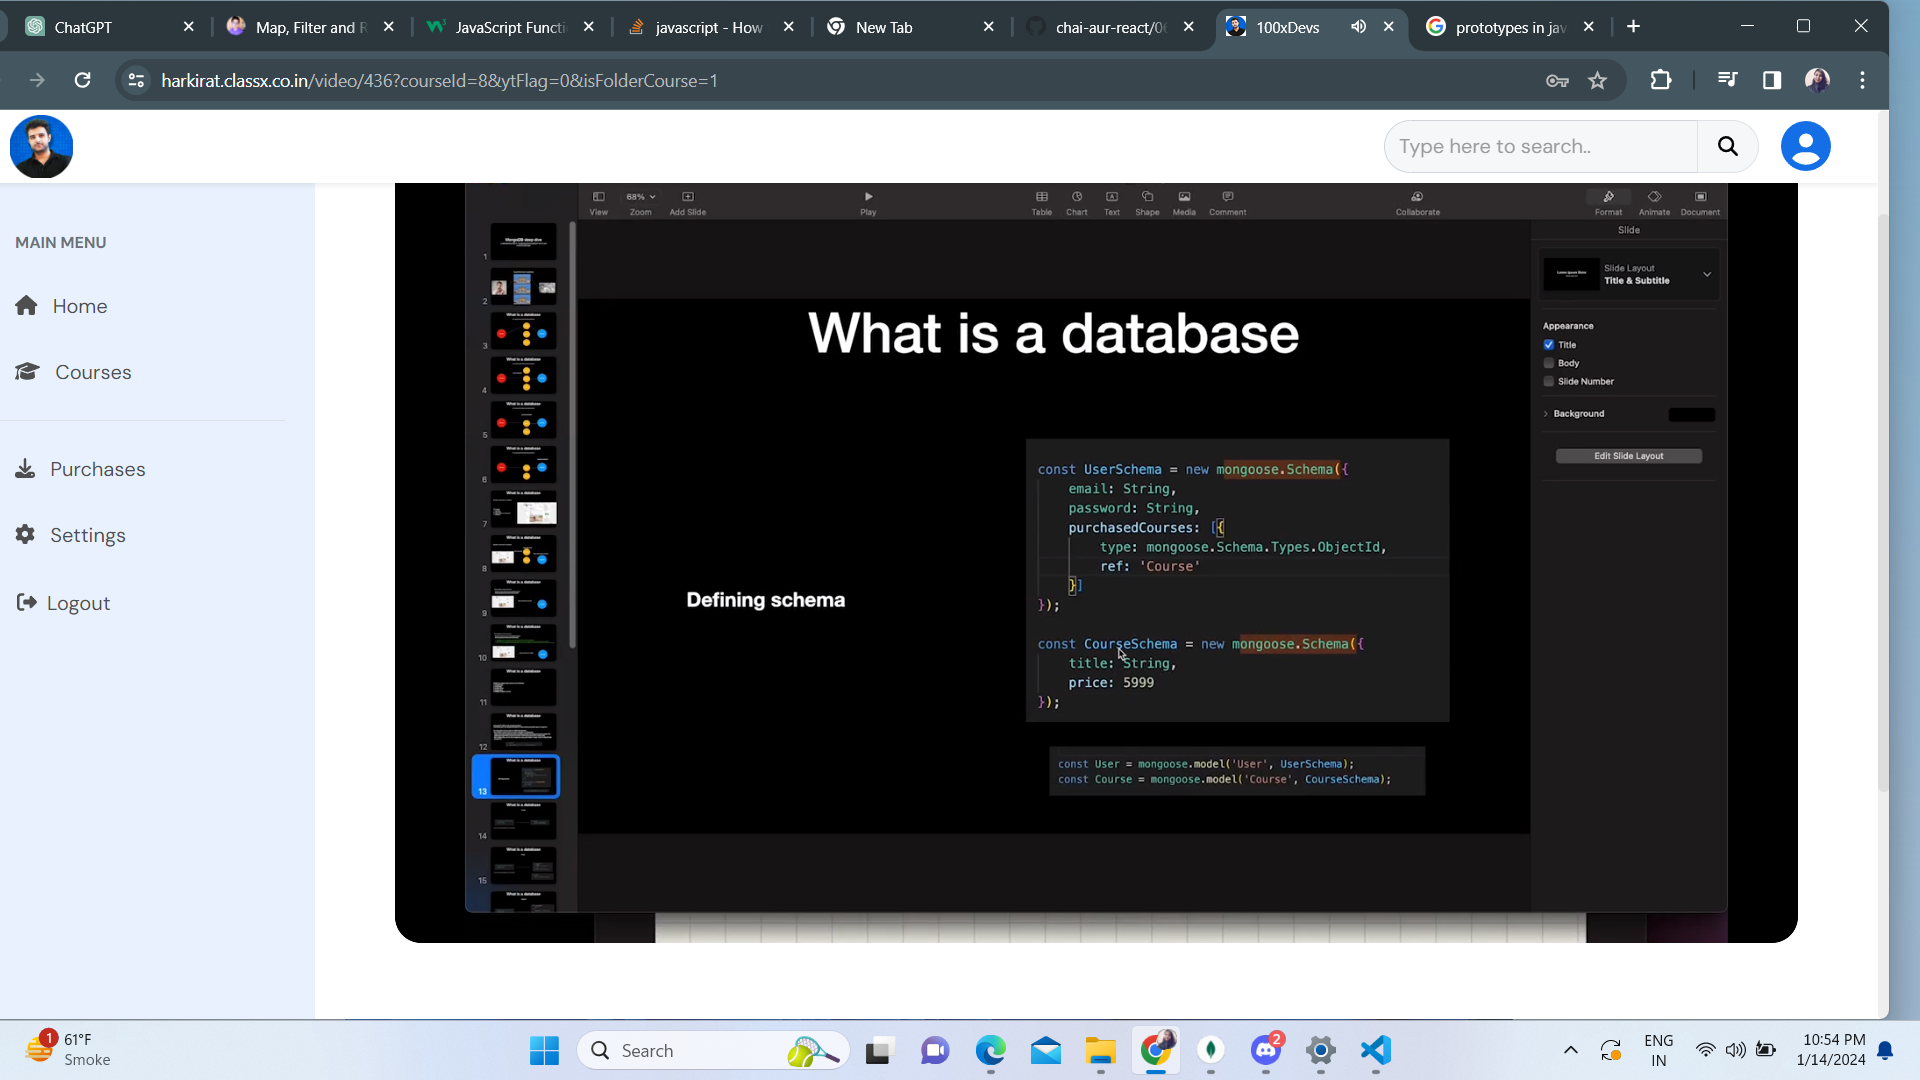 ChatGPT
Map, Filter and R
JavaScript Functi
javascript - How
New Tab
chai-aur-react/06
100xDevs
prototypes in jav
harkirat.classx.co.in/video/436?courseId=8&ytFlag=0&isFolderCourse=1
Type here to search..
MAIN MENU
Home
Courses
Purchases
Settings
Logout
68%
View
Zoom
Add Slide
Play
Table
Chart
Text
Shape
Media
Comment
Collaborate
Format
Animate
Document
1
2
3
4
5
6
7
8
9
10
11
12
13
14
15
What is a database
Defining schema
const UserSchema = new mongoose.Schema({
email: String,
password: String,
purchasedCourses: [{
type: mongoose.Schema.Types.ObjectId,
ref: 'Course'
}]
});
const CourseSchema = new mongoose.Schema({
title: String,
price: 5999
});
const User = mongoose.model('User', UserSchema);
const Course = mongoose.model('Course', CourseSchema);
Slide
Slide Layout
Title & Subtitle
Appearance
Title
Body
Slide Number
Background
Edit Slide Layout
1
61°F
Smoke
Search
2
ENG
IN
10:54 PM
1/14/2024